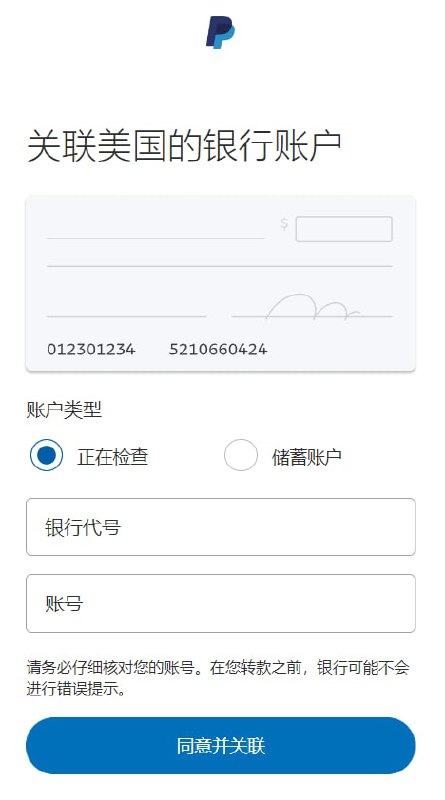 关联美国的银行账户
$
012301234 5210660424
账户类型
正在检查 储蓄账户
银行代号
账号
请务必仔细核对您的账号。在您转款之前，银行可能不会
进行错误提示。
同意并关联